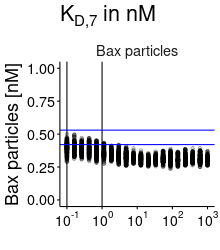 K_D,7 in nM
Bax particles
Bax particles [nM]
1.00
0.75
0.50
0.25
0.00
10^-1 10^0 10^1 10^2 10^3